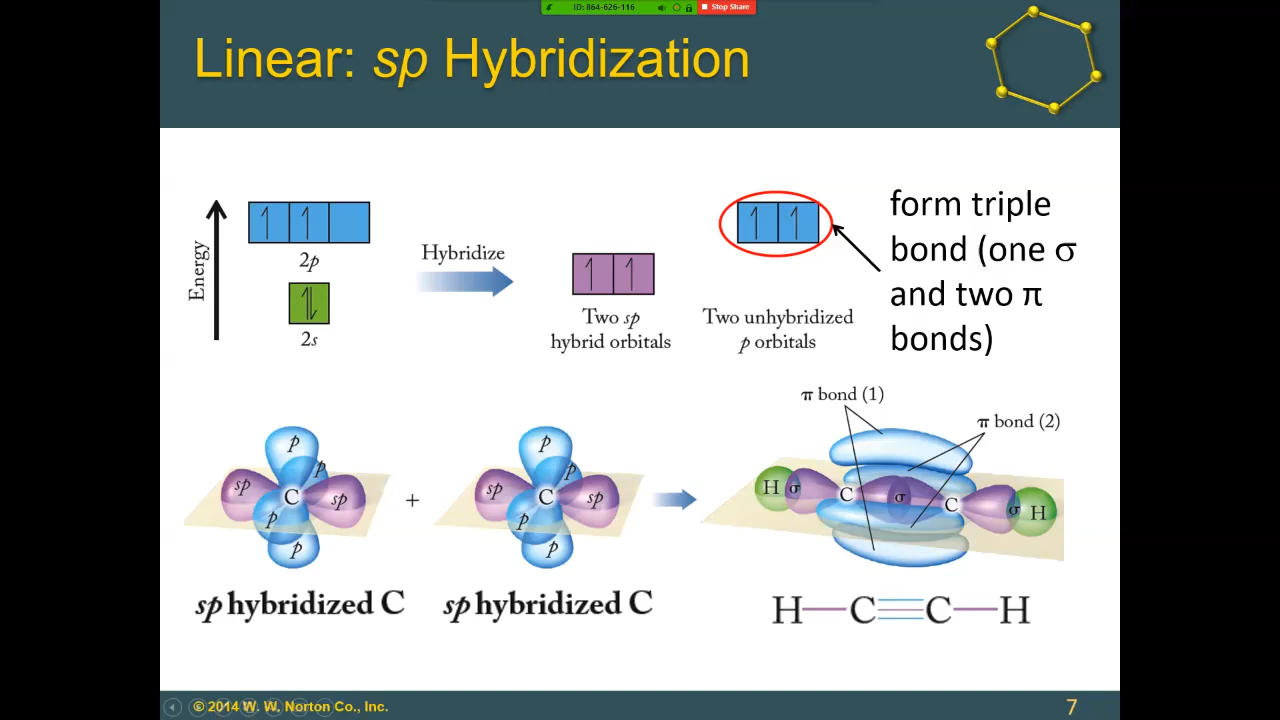 ID: 864-626-116 Stop Share
Linear: sp Hybridization
Energy
2p
2s
Hybridize
Two sp
hybrid orbitals
Two unhybridized
p orbitals
form triple
bond (one σ
and two π
bonds)
p
p
sp
C
sp
p
p
+
p
p
sp
C
sp
p
p
π bond (1)
π bond (2)
H σ C σ C σ H
sp hybridized C
sp hybridized C
H—C≡C—H
© 2014 W. W. Norton Co., Inc.
7